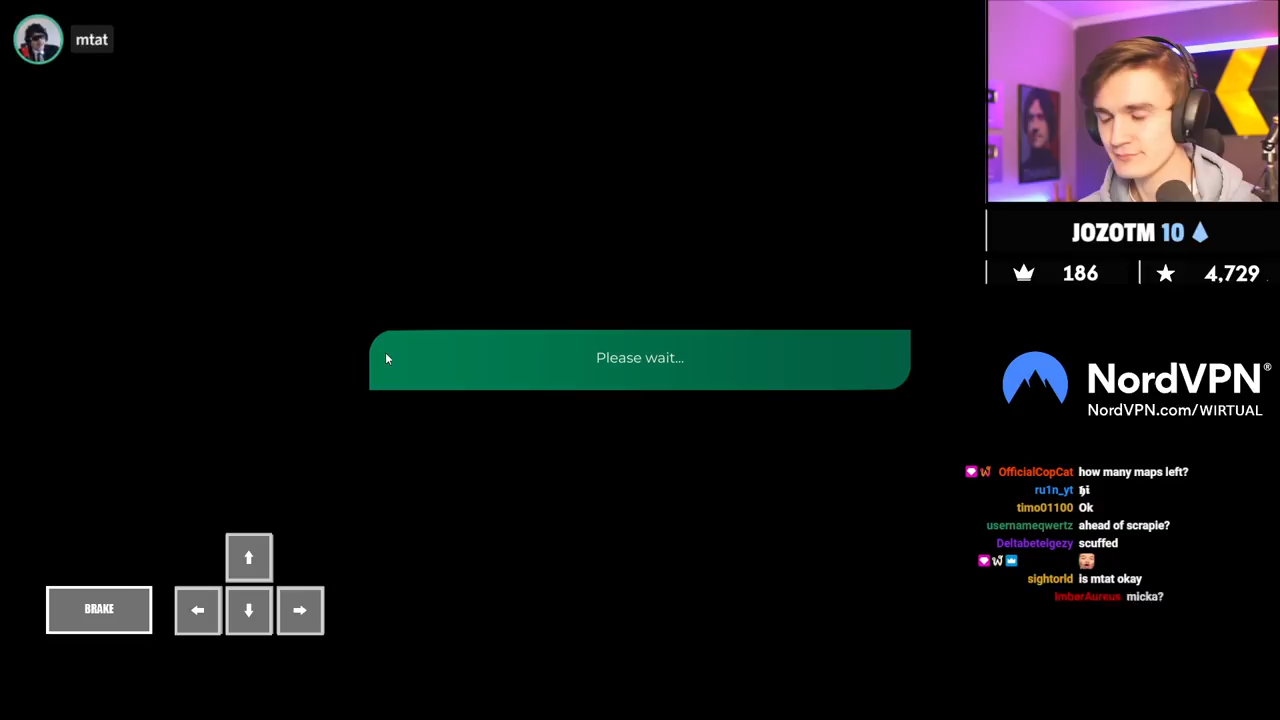 mtat
Please wait...
BRAKE
JOZOTM 10
186
4,729
NordVPN®
NordVPN.com/WIRTUAL
OfficialCopCat how many maps left?
ru1n_yt ℌi
timo01100 Ok
usernameqwertz ahead of scrapie?
Deltabetelgezy scuffed
sightorld is mtat okay
ImberAureus micka?